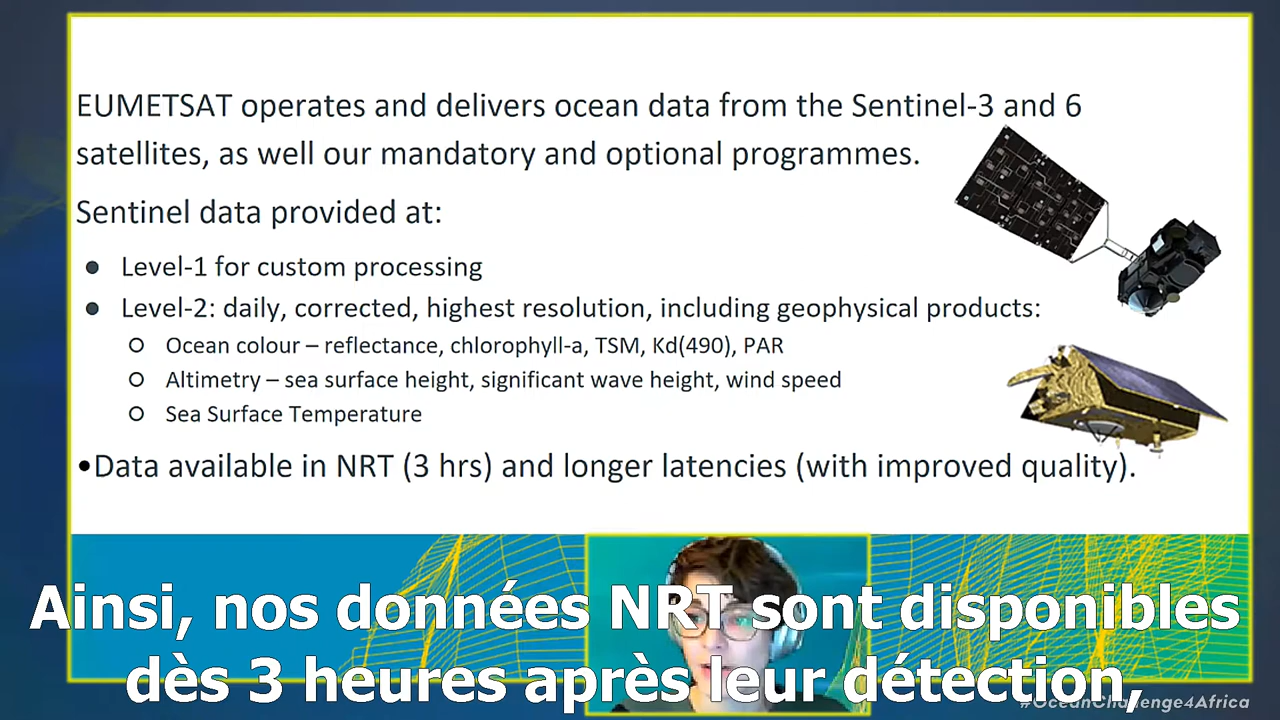 EUMETSAT operates and delivers ocean data from the Sentinel-3 and 6
satellites, as well our mandatory and optional programmes.
Sentinel data provided at:
● Level-1 for custom processing
● Level-2: daily, corrected, highest resolution, including geophysical products:
○ Ocean colour – reflectance, chlorophyll-a, TSM, Kd(490), PAR
○ Altimetry – sea surface height, significant wave height, wind speed
○ Sea Surface Temperature
•Data available in NRT (3 hrs) and longer latencies (with improved quality).
Ainsi, nos données NRT sont disponibles
dès 3 heures après leur détection,
#OceanChallenge4Africa